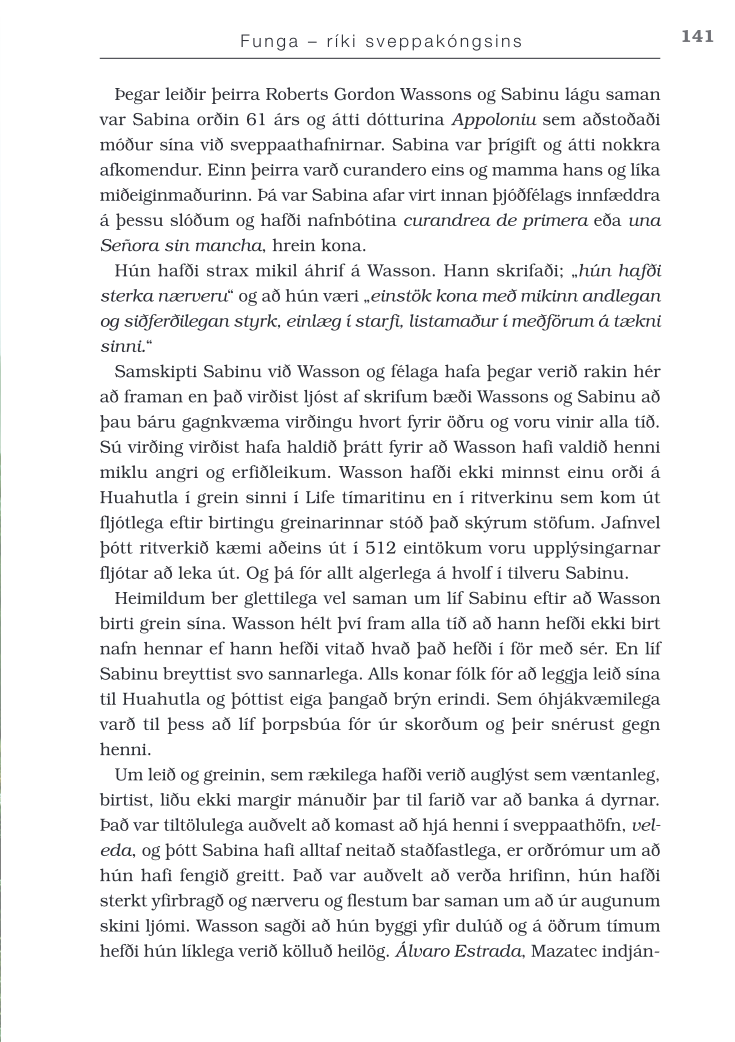 Funga – ríki sveppakóngsins
141
Þegar leiðir þeirra Roberts Gordon Wassons og Sabinu lágu saman
var Sabina orðin 61 árs og átti dótturina Appoloniu sem aðstoðaði
móður sína við sveppaathafnirnar. Sabina var þrígift og átti nokkra
afkomendur. Einn þeirra varð curandero eins og mamma hans og líka
miðeiginmaðurinn. Þá var Sabina afar virt innan þjóðfélags innfæddra
á þessu slóðum og hafði nafnbótina curandrea de primera eða una
Señora sin mancha, hrein kona.
Hún hafði strax mikil áhrif á Wasson. Hann skrifaði; „hún hafði
sterka nærveru“ og að hún væri „einstök kona með mikinn andlegan
og siðferðilegan styrk, einlæg í starfi, listamaður í meðförum á tækni
sinni.“
Samskipti Sabinu við Wasson og félaga hafa þegar verið rakin hér
að framan en það virðist ljóst af skrifum bæði Wassons og Sabinu að
þau báru gagnkvæma virðingu hvort fyrir öðru og voru vinir alla tíð.
Sú virðing virðist hafa haldið þrátt fyrir að Wasson hafi valdið henni
miklu angri og erfiðleikum. Wasson hafði ekki minnst einu orði á
Huahutla í grein sinni í Life tímaritinu en í ritverkinu sem kom út
fljótlega eftir birtingu greinarinnar stóð það skýrum stöfum. Jafnvel
þótt ritverkið kæmi aðeins út í 512 eintökum voru upplýsingarnar
fljótar að leka út. Og þá fór allt algerlega á hvolf í tilveru Sabinu.
Heimildum ber glettilega vel saman um líf Sabinu eftir að Wasson
birti grein sína. Wasson hélt því fram alla tíð að hann hefði ekki birt
nafn hennar ef hann hefði vitað hvað það hefði í för með sér. En líf
Sabinu breyttist svo sannarlega. Alls konar fólk fór að leggja leið sína
til Huahutla og þóttist eiga þangað brýn erindi. Sem óhjákvæmilega
varð til þess að líf þorpsbúa fór úr skorðum og þeir snérust gegn
henni.
Um leið og greinin, sem rækilega hafði verið auglýst sem væntanleg,
birtist, liðu ekki margir mánuðir þar til farið var að banka á dyrnar.
Það var tiltölulega auðvelt að komast að hjá henni í sveppaathöfn, vel-
eda, og þótt Sabina hafi alltaf neitað staðfastlega, er orðrómur um að
hún hafi fengið greitt. Það var auðvelt að verða hrifinn, hún hafði
sterkt yfirbragð og nærveru og flestum bar saman um að úr augunum
skini ljómi. Wasson sagði að hún byggi yfir dulúð og á öðrum tímum
hefði hún líklega verið kölluð heilög. Álvaro Estrada, Mazatec indján-